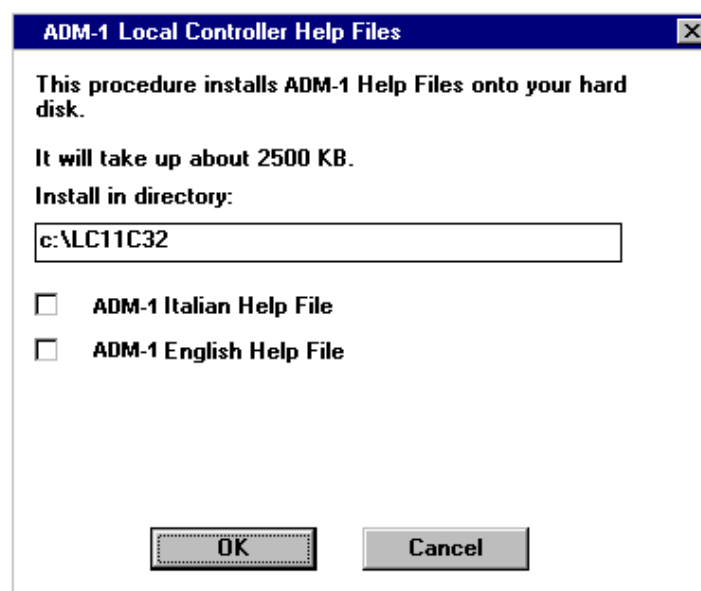 ADM-1 Local Controller Help Files
This procedure installs ADM-1 Help Files onto your hard
disk.
It will take up about 2500 KB.
Install in directory:
c:\LC11C32
ADM-1 Italian Help File
ADM-1 English Help File
OK
Cancel